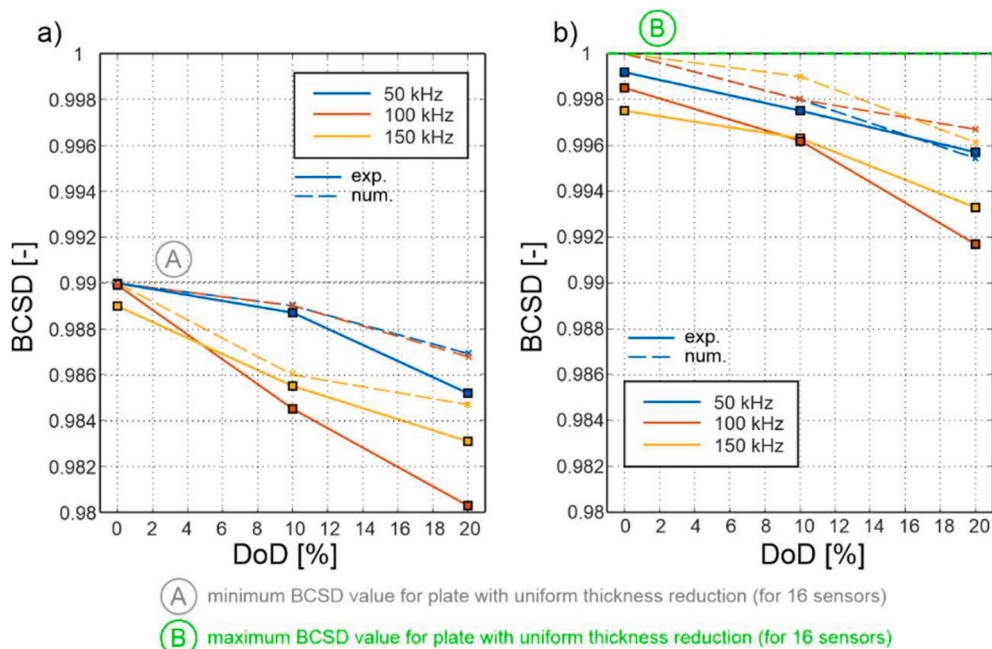 a)
1
0.998
0.996
0.994
0.992
0.99
0.988
0.986
0.984
0.982
0.98
BCSD [-]
50 kHz
100 kHz
150 kHz
exp.
num.
A
0 2 4 6 8 10 12 14 16 18 20
DoD [%]
B
b)
1
0.998
0.996
0.994
0.992
0.99
0.988
0.986
0.984
0.982
0.98
BCSD [-]
exp.
num.
50 kHz
100 kHz
150 kHz
0 2 4 6 8 10 12 14 16 18 20
DoD [%]
A minimum BCSD value for plate with uniform thickness reduction (for 16 sensors)
B maximum BCSD value for plate with uniform thickness reduction (for 16 sensors)